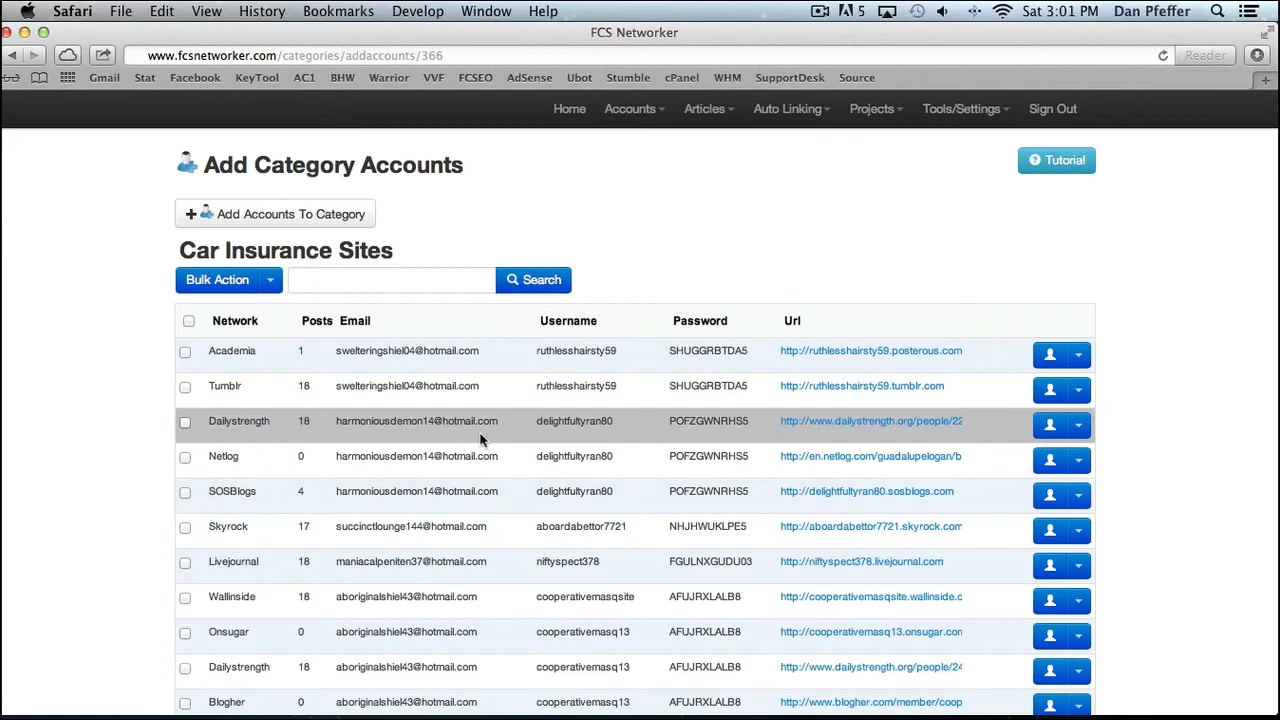 Safari File Edit View History Bookmarks Develop Window Help 5 Sat 3:01 PM Dan Pfeffer
FCS Networker
www.fcsnetworker.com/categories/addaccounts/366 Reader
Gmail Stat Facebook KeyTool AC1 BHW Warrior VVF FCSEO AdSense Ubot Stumble cPanel WHM SupportDesk Source
Home Accounts Articles Auto Linking Projects Tools/Settings Sign Out
Add Category Accounts Tutorial
Add Accounts To Category
Car Insurance Sites
Bulk Action Search
Network Posts Email Username Password Url
Academia 1 swelteringshiel04@hotmail.com ruthlesshairsty59 SHUGGRBTDA5 http://ruthlesshairsty59.posterous.com
Tumblr 18 swelteringshiel04@hotmail.com ruthlesshairsty59 SHUGGRBTDA5 http://ruthlesshairsty59.tumblr.com
Dailystrength 18 harmoniousdemon14@hotmail.com delightfultyran80 POFZGWNRHS5 http://www.dailystrength.org/people/22
Netlog 0 harmoniousdemon14@hotmail.com delightfultyran80 POFZGWNRHS5 http://en.netlog.com/guadalupelogan/b
SOSBlogs 4 harmoniousdemon14@hotmail.com delightfultyran80 POFZGWNRHS5 http://delightfultyran80.sosblogs.com
Skyrock 17 succinctlounge144@hotmail.com aboardabettor7721 NHJHWUKLPE5 http://aboardabettor7721.skyrock.com
Livejournal 18 maniacalpeniten37@hotmail.com niftyspect378 FGULNXGUDU03 http://niftyspect378.livejournal.com
Wallinside 18 aboriginalshiel43@hotmail.com cooperativemasqsite AFUJRXLALB8 http://cooperativemasqsite.wallinside.c
Onsugar 0 aboriginalshiel43@hotmail.com cooperativemasq13 AFUJRXLALB8 http://cooperativemasq13.onsugar.com
Dailystrength 18 aboriginalshiel43@hotmail.com cooperativemasq13 AFUJRXLALB8 http://www.dailystrength.org/people/24
Blogher 0 aboriginalshiel43@hotmail.com cooperativemasq13 AFUJRXLALB8 http://www.blogher.com/member/coop